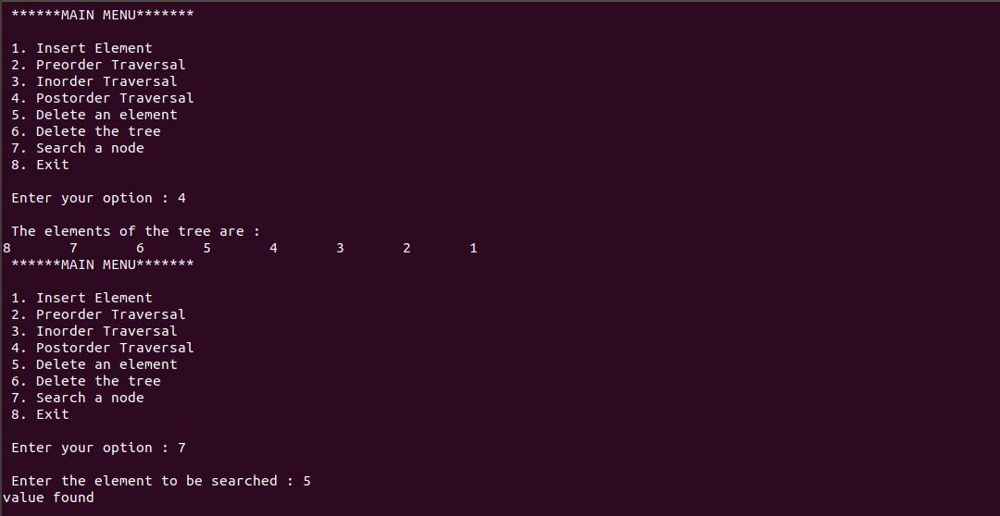 ******MAIN MENU*******
1. Insert Element
2. Preorder Traversal
3. Inorder Traversal
4. Postorder Traversal
5. Delete an element
6. Delete the tree
7. Search a node
8. Exit
Enter your option : 4
The elements of the tree are :
8 7 6 5 4 3 2 1
******MAIN MENU*******
1. Insert Element
2. Preorder Traversal
3. Inorder Traversal
4. Postorder Traversal
5. Delete an element
6. Delete the tree
7. Search a node
8. Exit
Enter your option : 7
Enter the element to be searched : 5
value found